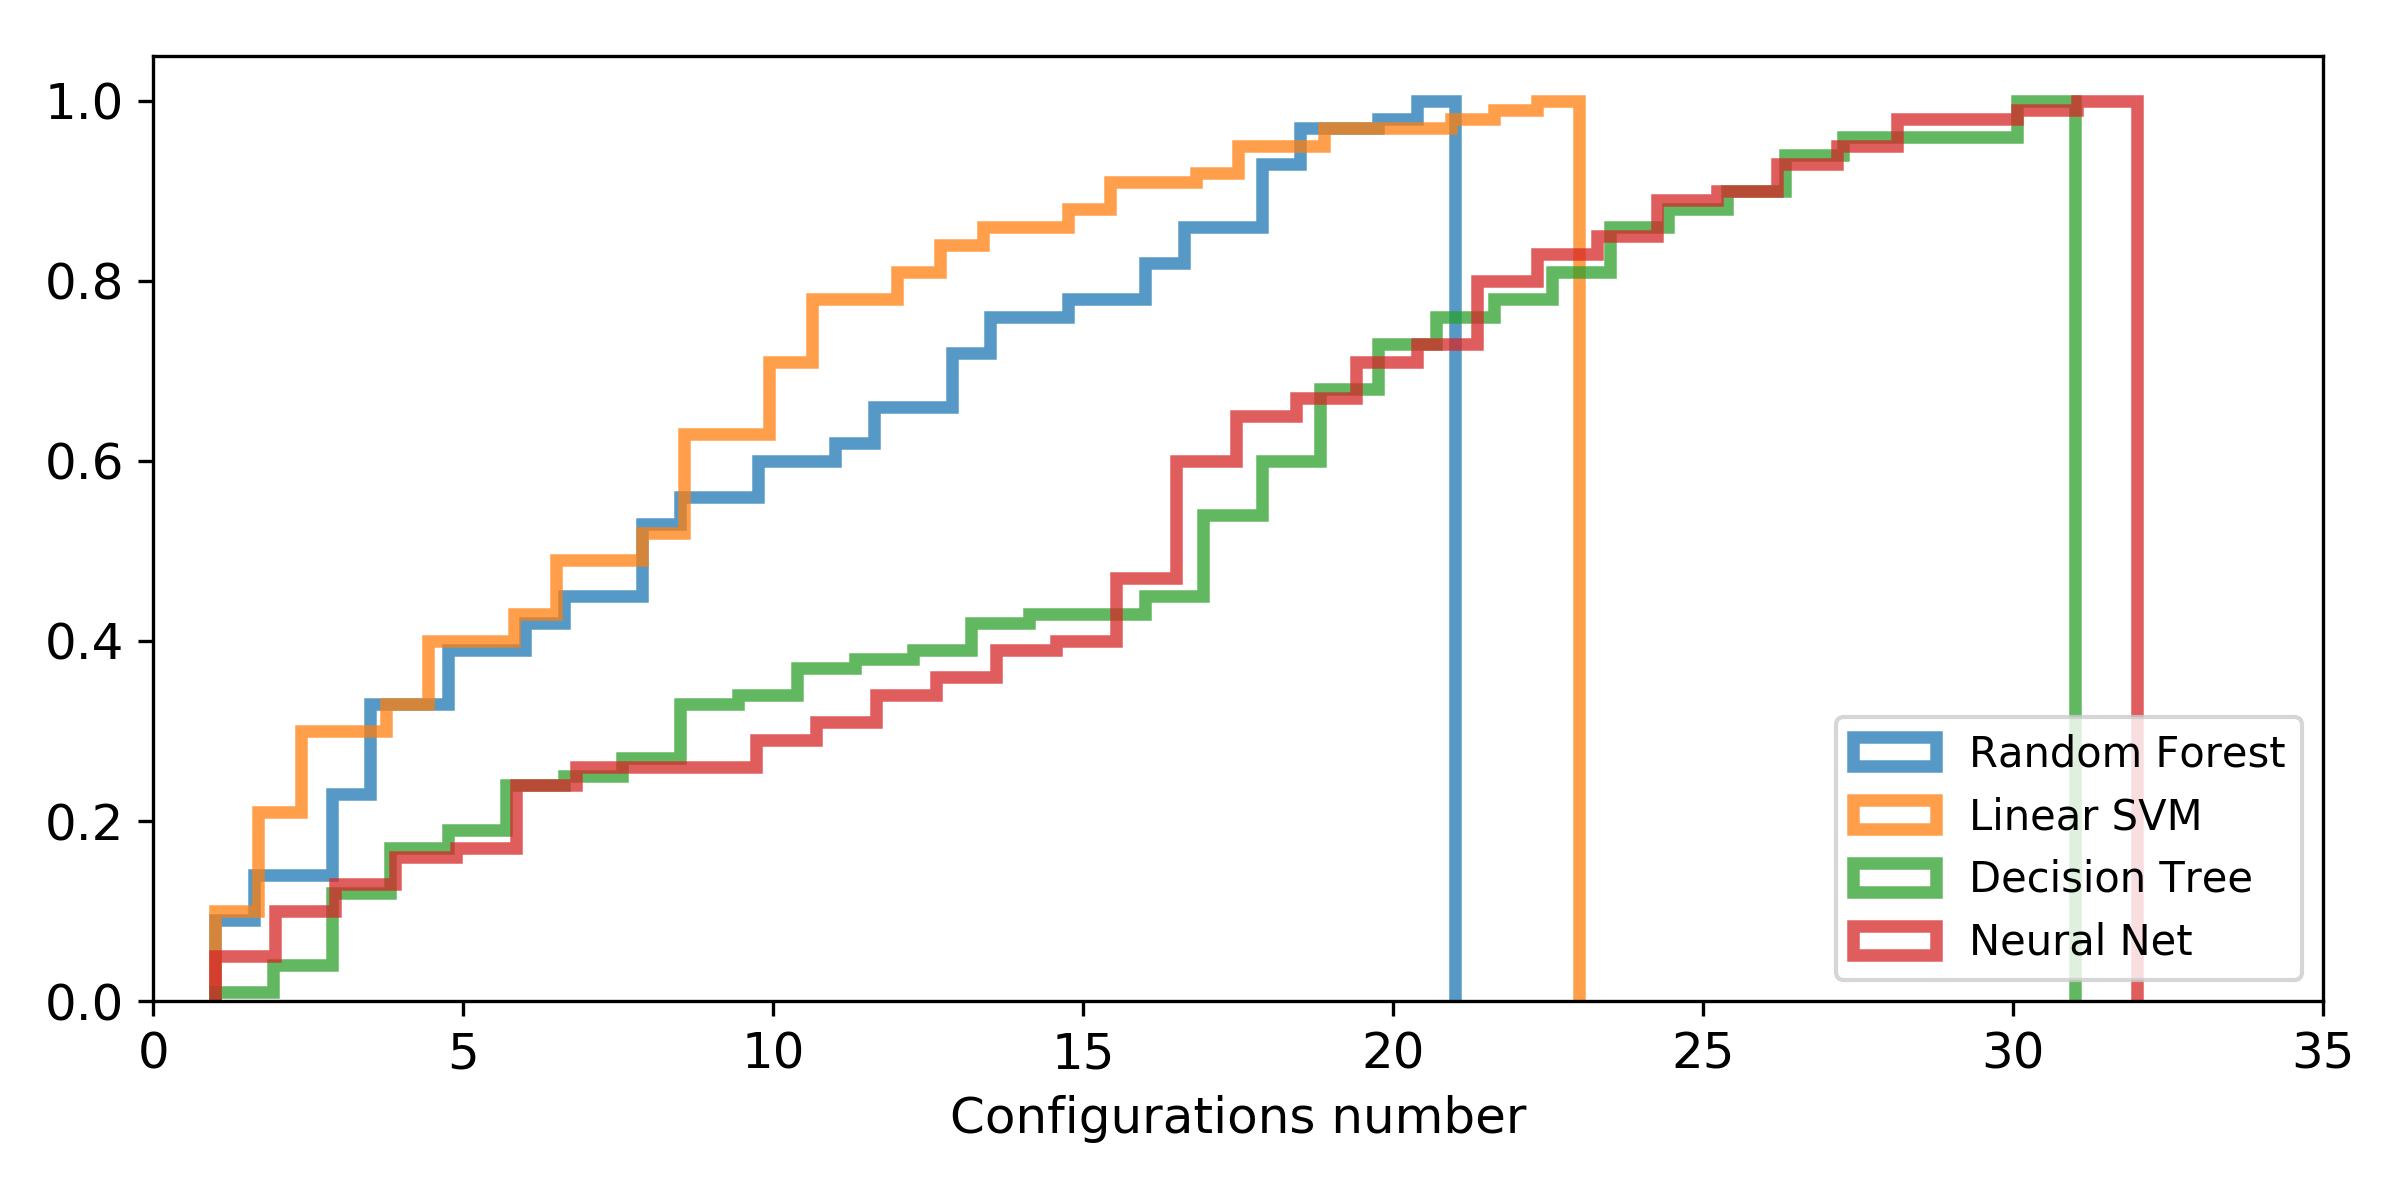 1.0
0.8
0.6
0.4
0.2
0.0
0 5 10 15 20 25 30 35
Configurations number
Random Forest
Linear SVM
Decision Tree
Neural Net